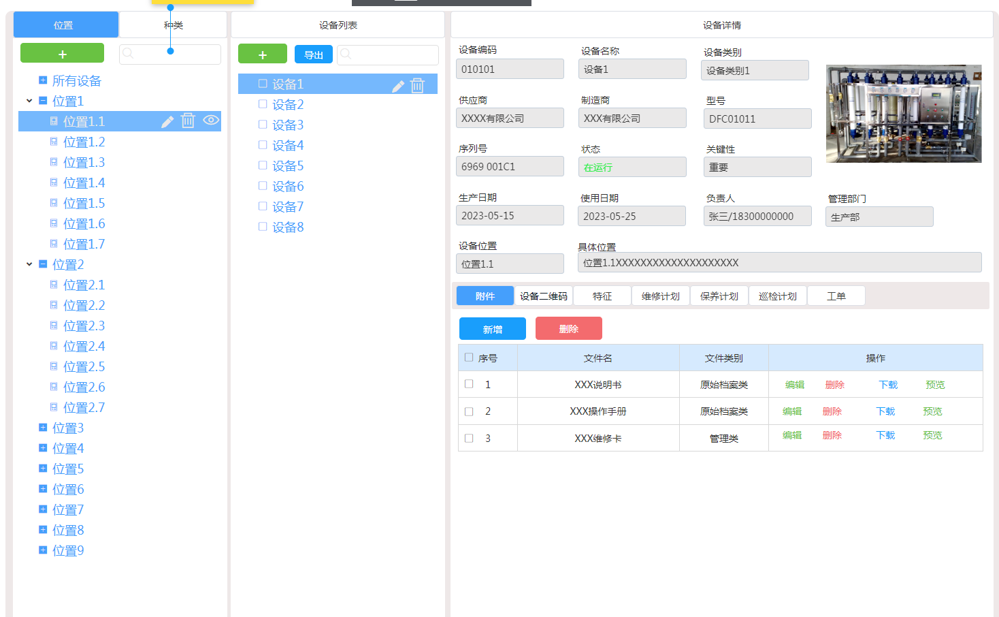 位置
种类
+
所有设备
位置1
位置1.1
位置1.2
位置1.3
位置1.4
位置1.5
位置1.6
位置1.7
位置2
位置2.1
位置2.2
位置2.3
位置2.4
位置2.5
位置2.6
位置2.7
位置3
位置4
位置5
位置6
位置7
位置8
位置9
设备列表
+ 导出
设备1
设备2
设备3
设备4
设备5
设备6
设备7
设备8
设备详情
设备编码 设备名称 设备类别
010101 设备1 设备类别1
供应商 制造商 型号
XXXX有限公司 XXX有限公司 DFC01011
序列号 状态 关键性
6969 001C1 在运行 重要
生产日期 使用日期 负责人 管理部门
2023-05-15 2023-05-25 张三/18300000000 生产部
设备位置 具体位置
位置1.1 位置1.1XXXXXXXXXXXXXXXXXXXX
附件 设备二维码 特征 维修计划 保养计划 巡检计划 工单
新增 删除
序号 文件名 文件类别 操作
1 XXX说明书 原始档案类 编辑 删除 下载 预览
2 XXX操作手册 原始档案类 编辑 删除 下载 预览
3 XXX维修卡 管理类 编辑 删除 下载 预览